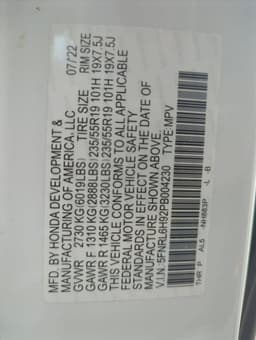 MFD. BY HONDA DEVELOPMENT &
MANUFACTURING OF AMERICA, LLC 07/22
GVWR 2730 KG(6019LBS) TIRE SIZE RIM SIZE
GAWR F 1310 KG(2888LBS)235/55R19 101H 19X7.5J
GAWR R 1465 KG(3230LBS)235/55R19 101H 19X7.5J
THIS VEHICLE CONFORMS TO ALL APPLICABLE
FEDERAL MOTOR VEHICLE SAFETY
STANDARDS IN EFFECT ON THE DATE OF
MANUFACTURE SHOWN ABOVE.
V.I.N. 5FNRL6H92PB004230 TYPE:MPV
THR P AL5 -NH883P -L -B